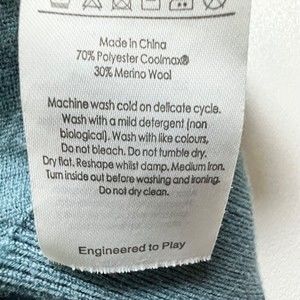 Made in China
70% Polyester Coolmax®
30% Merino Wool
Machine wash cold on delicate cycle.
Wash with a mild detergent (non
biological). Wash with like colours,
Do not bleach. Do not tumble dry.
Dry flat. Reshape whilst damp. Medium Iron.
Turn inside out before washing and ironing.
Do not dry clean.
Engineered to Play